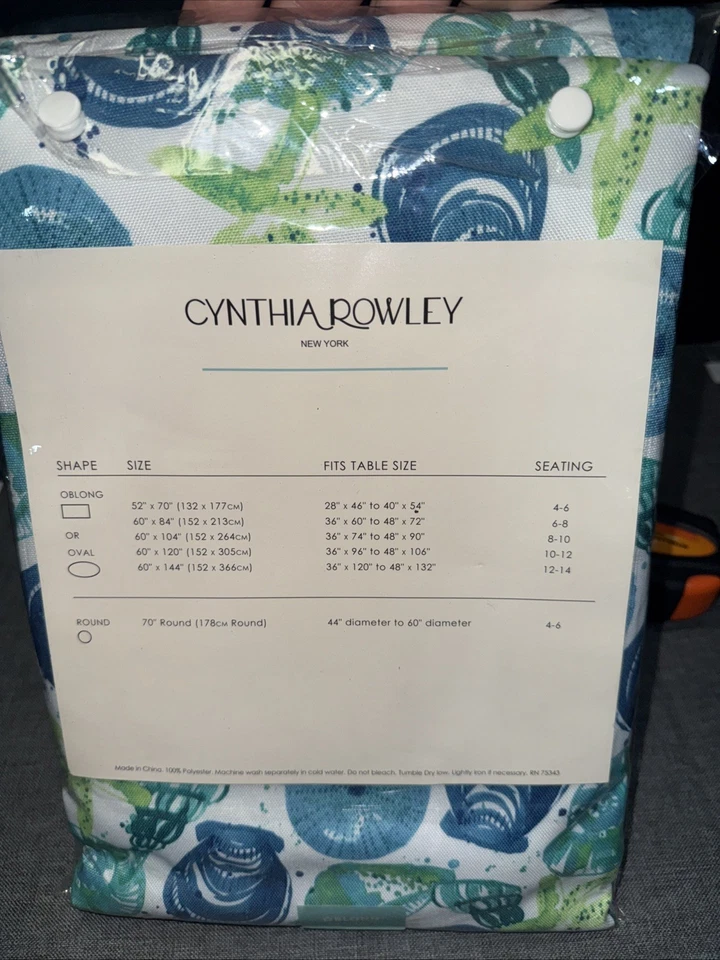 CYNTHIA ROWLEY
NEW YORK
SHAPE SIZE FITS TABLE SIZE SEATING
OBLONG
52" x 70" (132 x 177CM) 28" x 46" to 40" x 54" 4-6
60" x 84" (152 x 213CM) 36" x 60" to 48" x 72" 6-8
OR 60" x 104" (152 x 264CM) 36" x 74" to 48" x 90" 8-10
OVAL 60" x 120" (152 x 305CM) 36" x 96" to 48" x 106" 10-12
60" x 144" (152 x 366CM) 36" x 120" to 48" x 132" 12-14
ROUND 70" Round (178CM Round) 44" diameter to 60" diameter 4-6
Made in China. 100% Polyester. Machine wash separately in cold water. Do not bleach. Tumble Dry low. Lightly iron if necessary. RN 75343